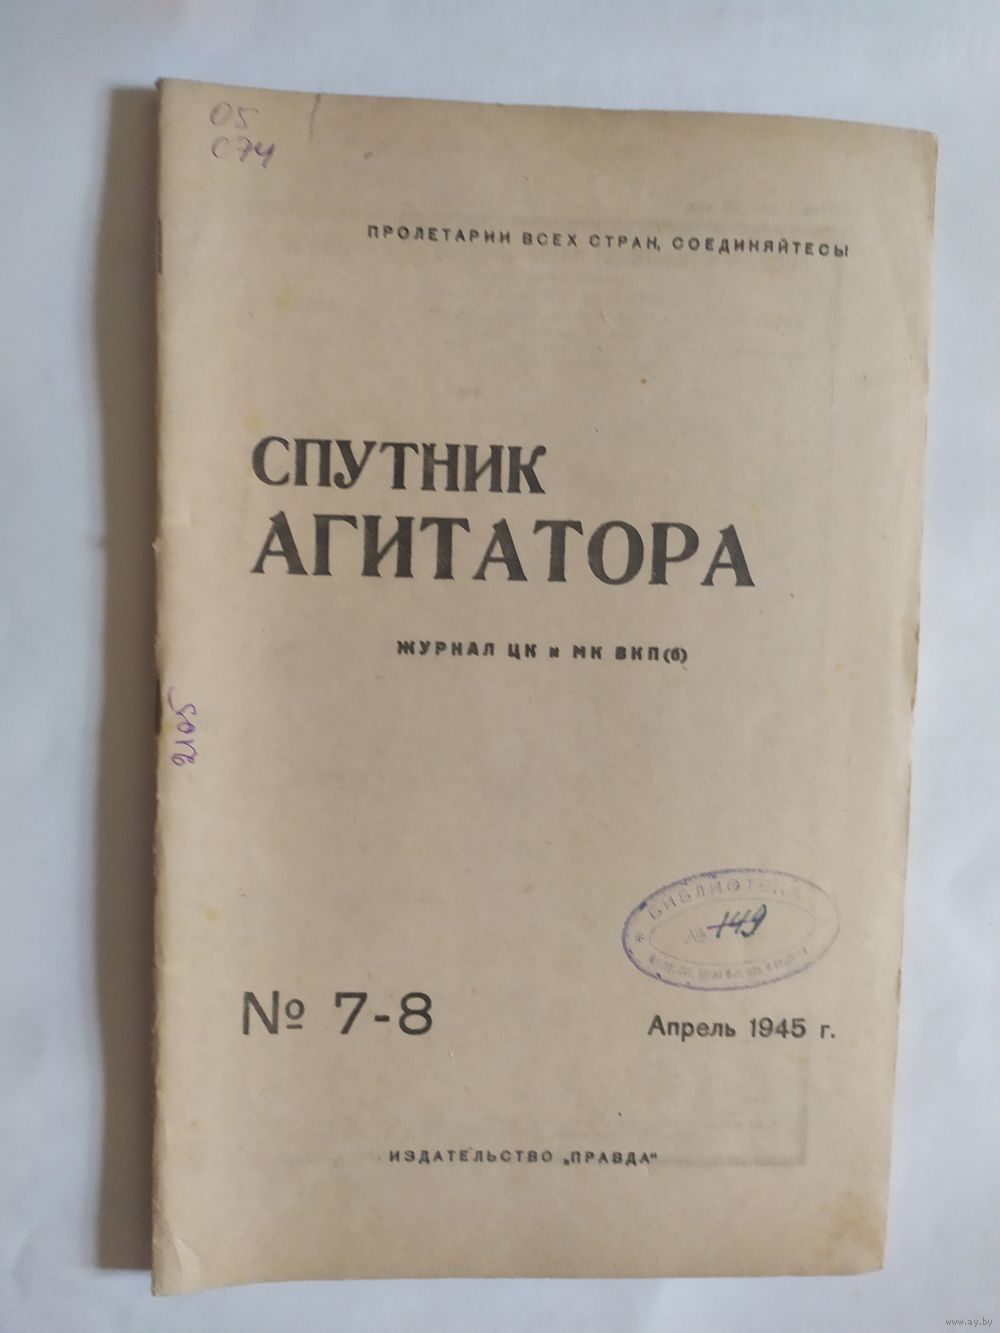 05
С74
ПРОЛЕТАРИИ ВСЕХ СТРАН, СОЕДИНЯЙТЕСЬ!
СПУТНИК
АГИТАТОРА
ЖУРНАЛ ЦК и МК ВКП(б)
2105
БИБЛИОТЕКА
№ 149
№ 7-8
Апрель 1945 г.
ИЗДАТЕЛЬСТВО „ПРАВДА"
www.ay.by